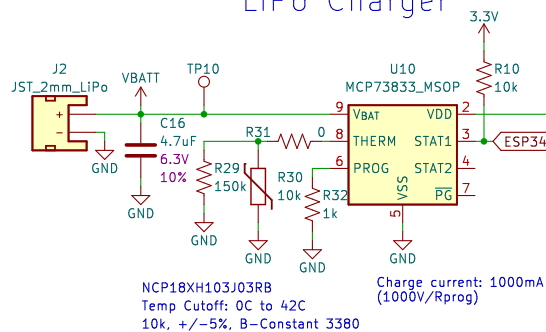 LiPo Charger
3.3V
J2
JST_2mm_LiPo
VBATT
TP10
U10
MCP73833_MSOP
R10
10k
+
-
C16
4.7uF
6.3V
10%
GND
GND
R31
0
R29
150k
GND
R30
10k
GND
R32
1k
GND
9
VBAT
VDD
2
8
THERM
STAT1
3
6
PROG
STAT2
4
VSS
PG
7
5
GND
ESP34
NCP18XH103J03RB
Temp Cutoff: 0C to 42C
10k, +/-5%, B-Constant 3380
Charge current: 1000mA
(1000V/Rprog)